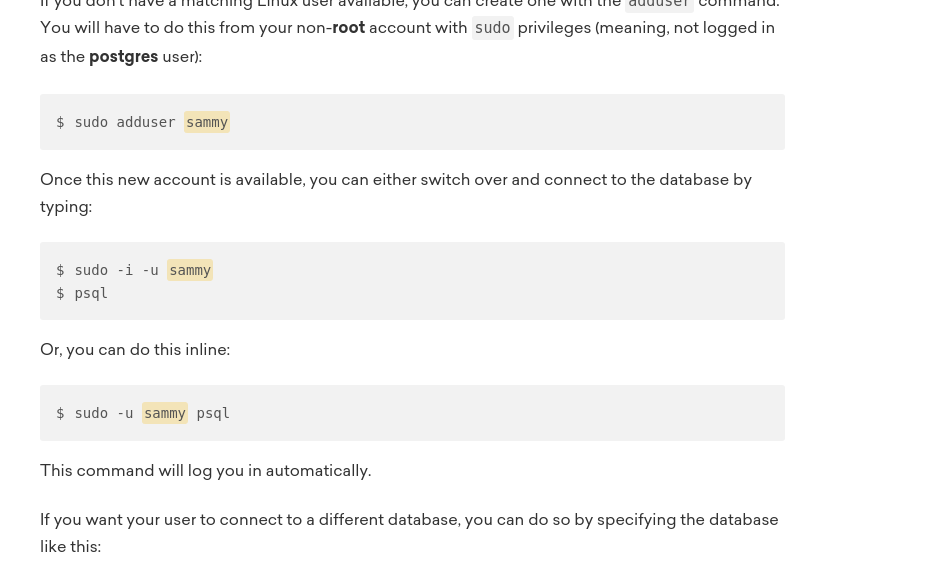 If you don't have a matching Linux user available, you can create one with the adduser command.
You will have to do this from your non-root account with sudo privileges (meaning, not logged in
as the postgres user):
$ sudo adduser sammy
Once this new account is available, you can either switch over and connect to the database by
typing:
$ sudo -i -u sammy
$ psql
Or, you can do this inline:
$ sudo -u sammy psql
This command will log you in automatically.
If you want your user to connect to a different database, you can do so by specifying the database
like this: